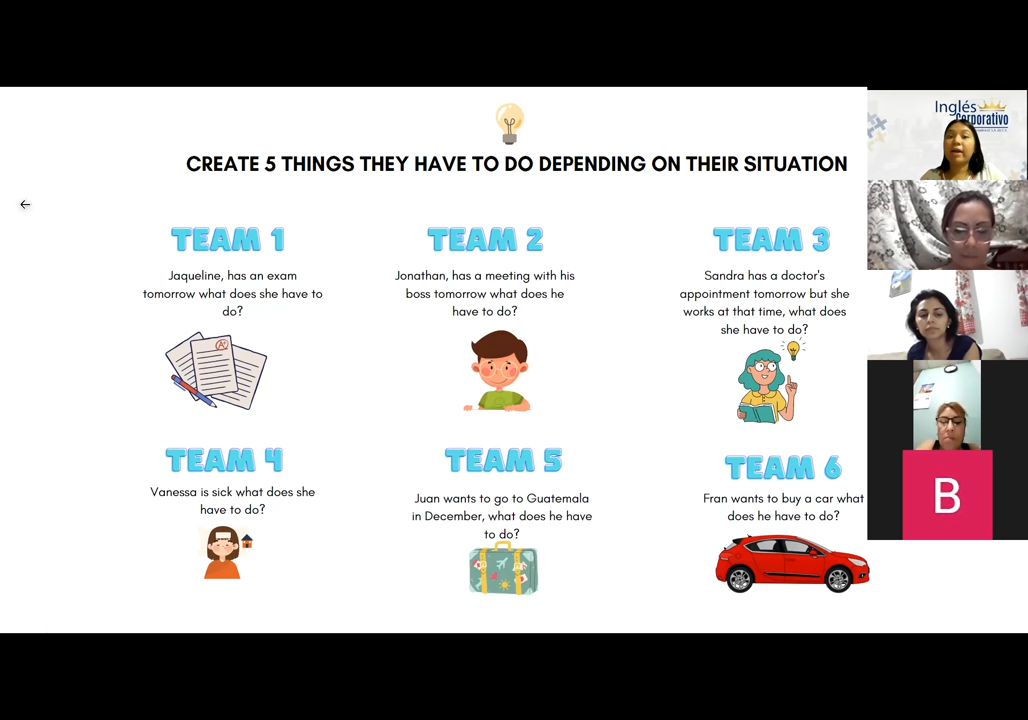 CREATE 5 THINGS THEY HAVE TO DO DEPENDING ON THEIR SITUATION
TEAM 1
Jaqueline, has an exam
tomorrow what does she have to
do?
TEAM 2
Jonathan, has a meeting with his
boss tomorrow what does he
have to do?
TEAM 3
Sandra has a doctor's
appointment tomorrow but she
works at that time, what does
she have to do?
TEAM 4
Vanessa is sick what does she
have to do?
TEAM 5
Juan wants to go to Guatemala
in December, what does he have
to do?
TEAM 6
Fran wants to buy a car what
does he have to do?
Inglés
Corporativo
B